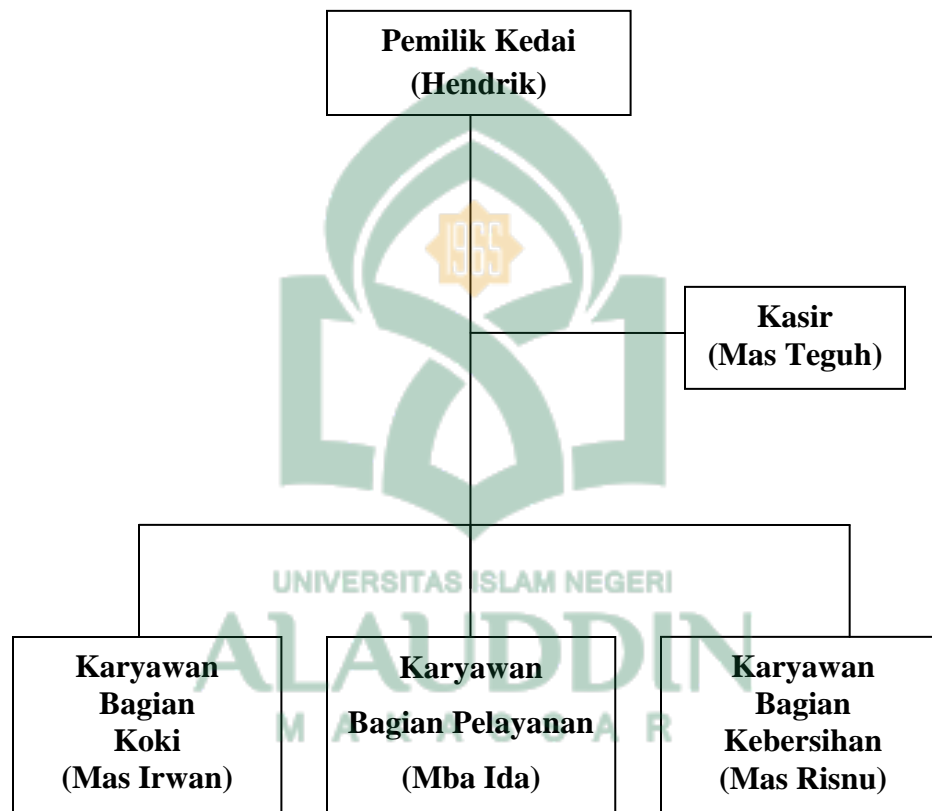 Pemilik Kedai
(Hendrik)
1965
Kasir
(Mas Teguh)
UNIVERSITAS ISLAM NEGERI
ALAUDDIN
MAKASSAR
Karyawan
Bagian
Koki
(Mas Irwan)
Karyawan
Bagian Pelayanan
(Mba Ida)
Karyawan
Bagian
Kebersihan
(Mas Risnu)